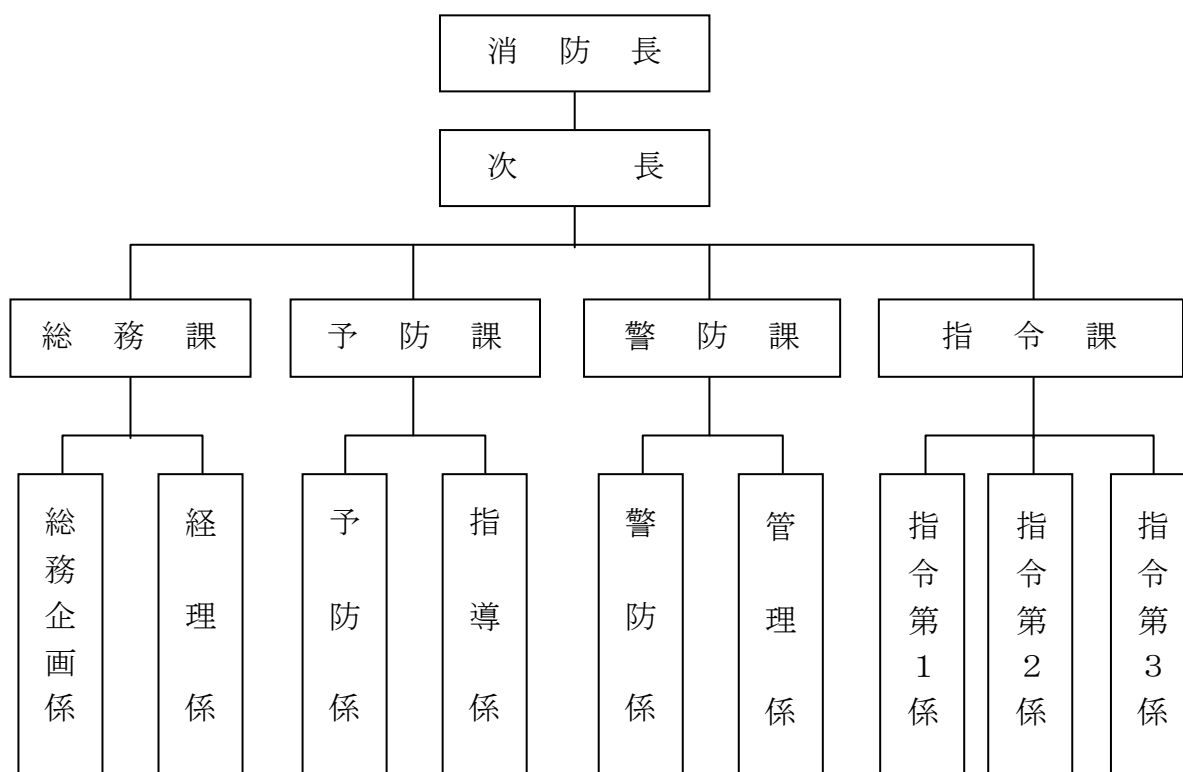 消防長
次長
総務課
予防課
警防課
指令課
総務企画係
経理係
予防係
指導係
警防係
管理係
指令第1係
指令第2係
指令第3係